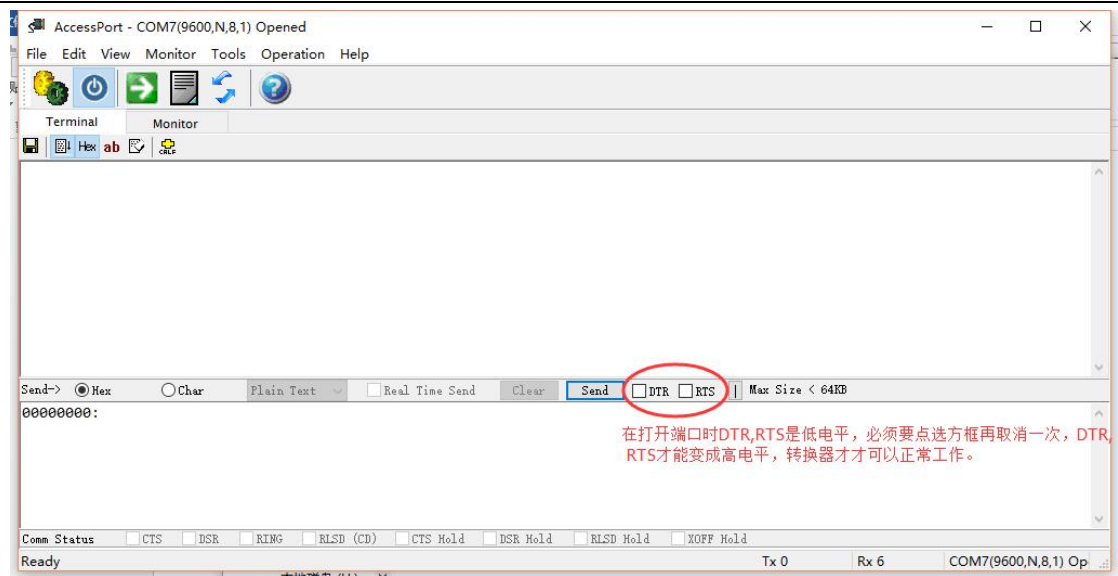 AccessPort - COM7(9600,N,8,1) Opened
File Edit View Monitor Tools Operation Help
Terminal Monitor
Hex ab CRLF
Send-> Hex Char Plain Text Real Time Send Clear Send DTR RTS Max Size < 64KB
00000000:
在打开端口时DTR,RTS是低电平，必须要点选方框再取消一次，DTR,
RTS才能变成高电平，转换器才才可以正常工作。
Comm Status CTS DSR RING RLSD (CD) CTS Hold DSR Hold RLSD Hold XOFF Hold
Ready Tx 0 Rx 6 COM7(9600,N,8,1) Op